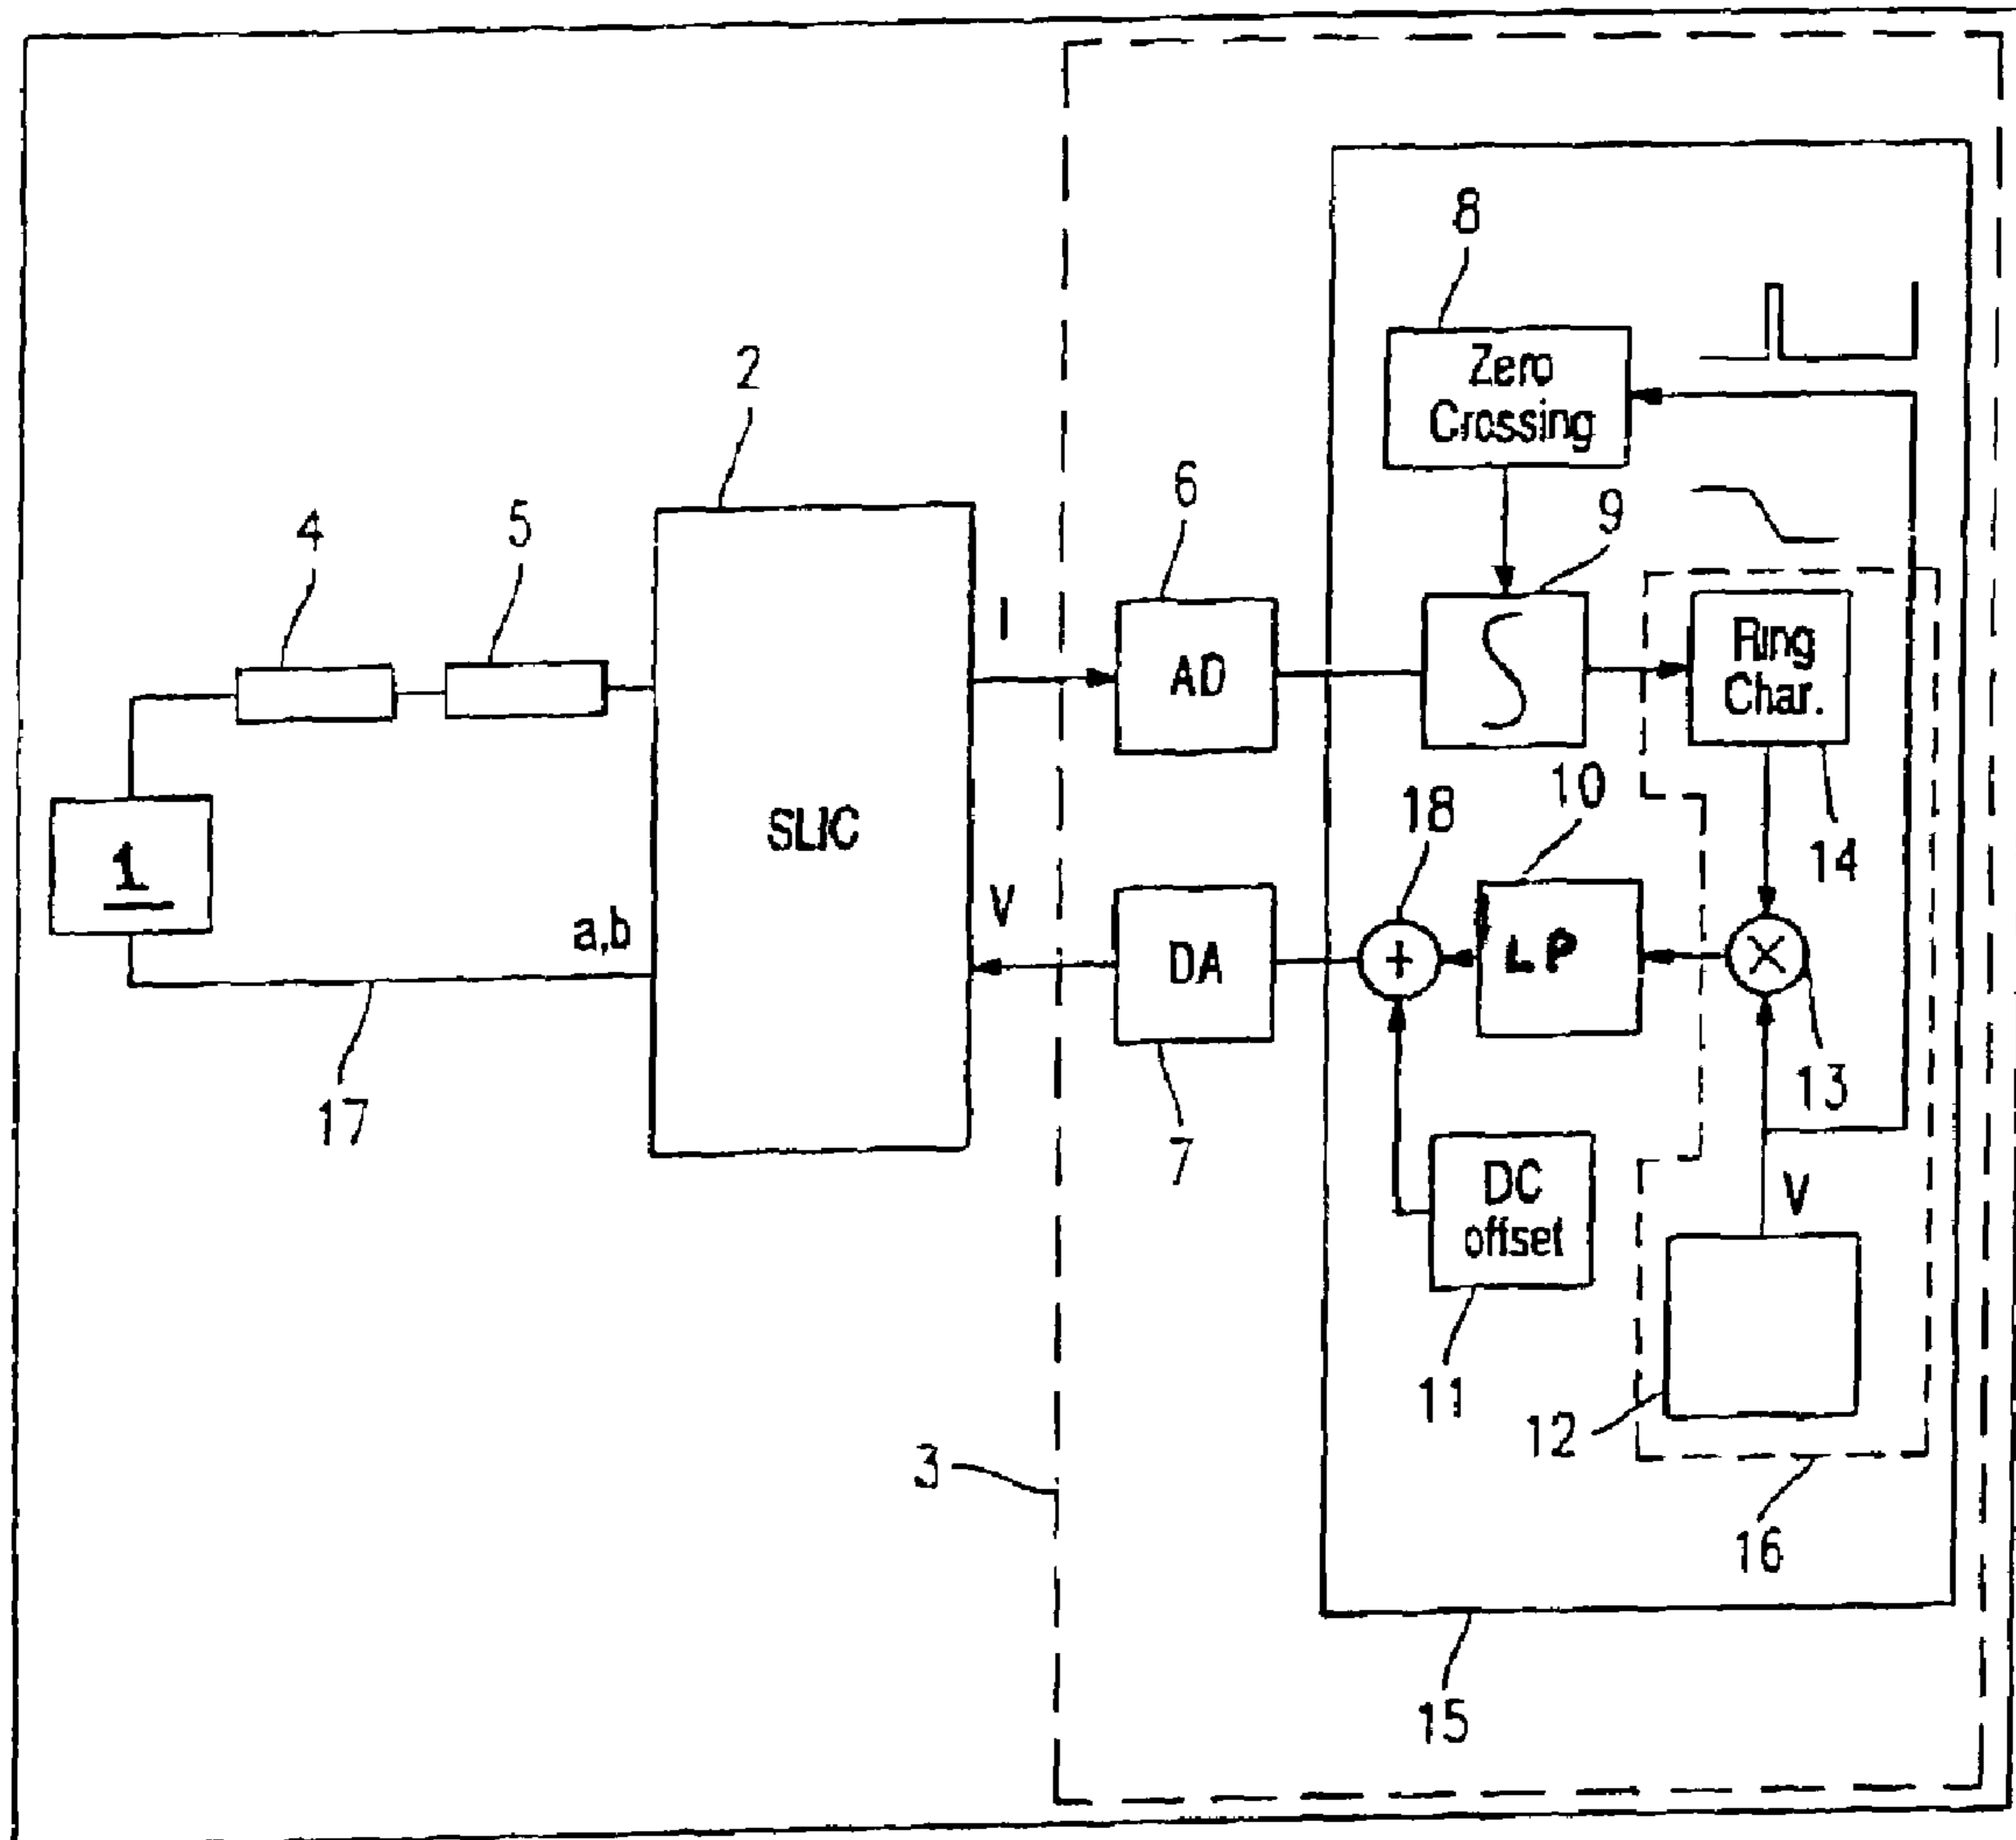 8
Zero
Crossing
2
4
5
6
9
I
AD
Ring
Char.
10
18
14
1
SLIC
a,b
V
DA
+
LP
×
13
17
7
DC
offset
V
11
12
3
16
15